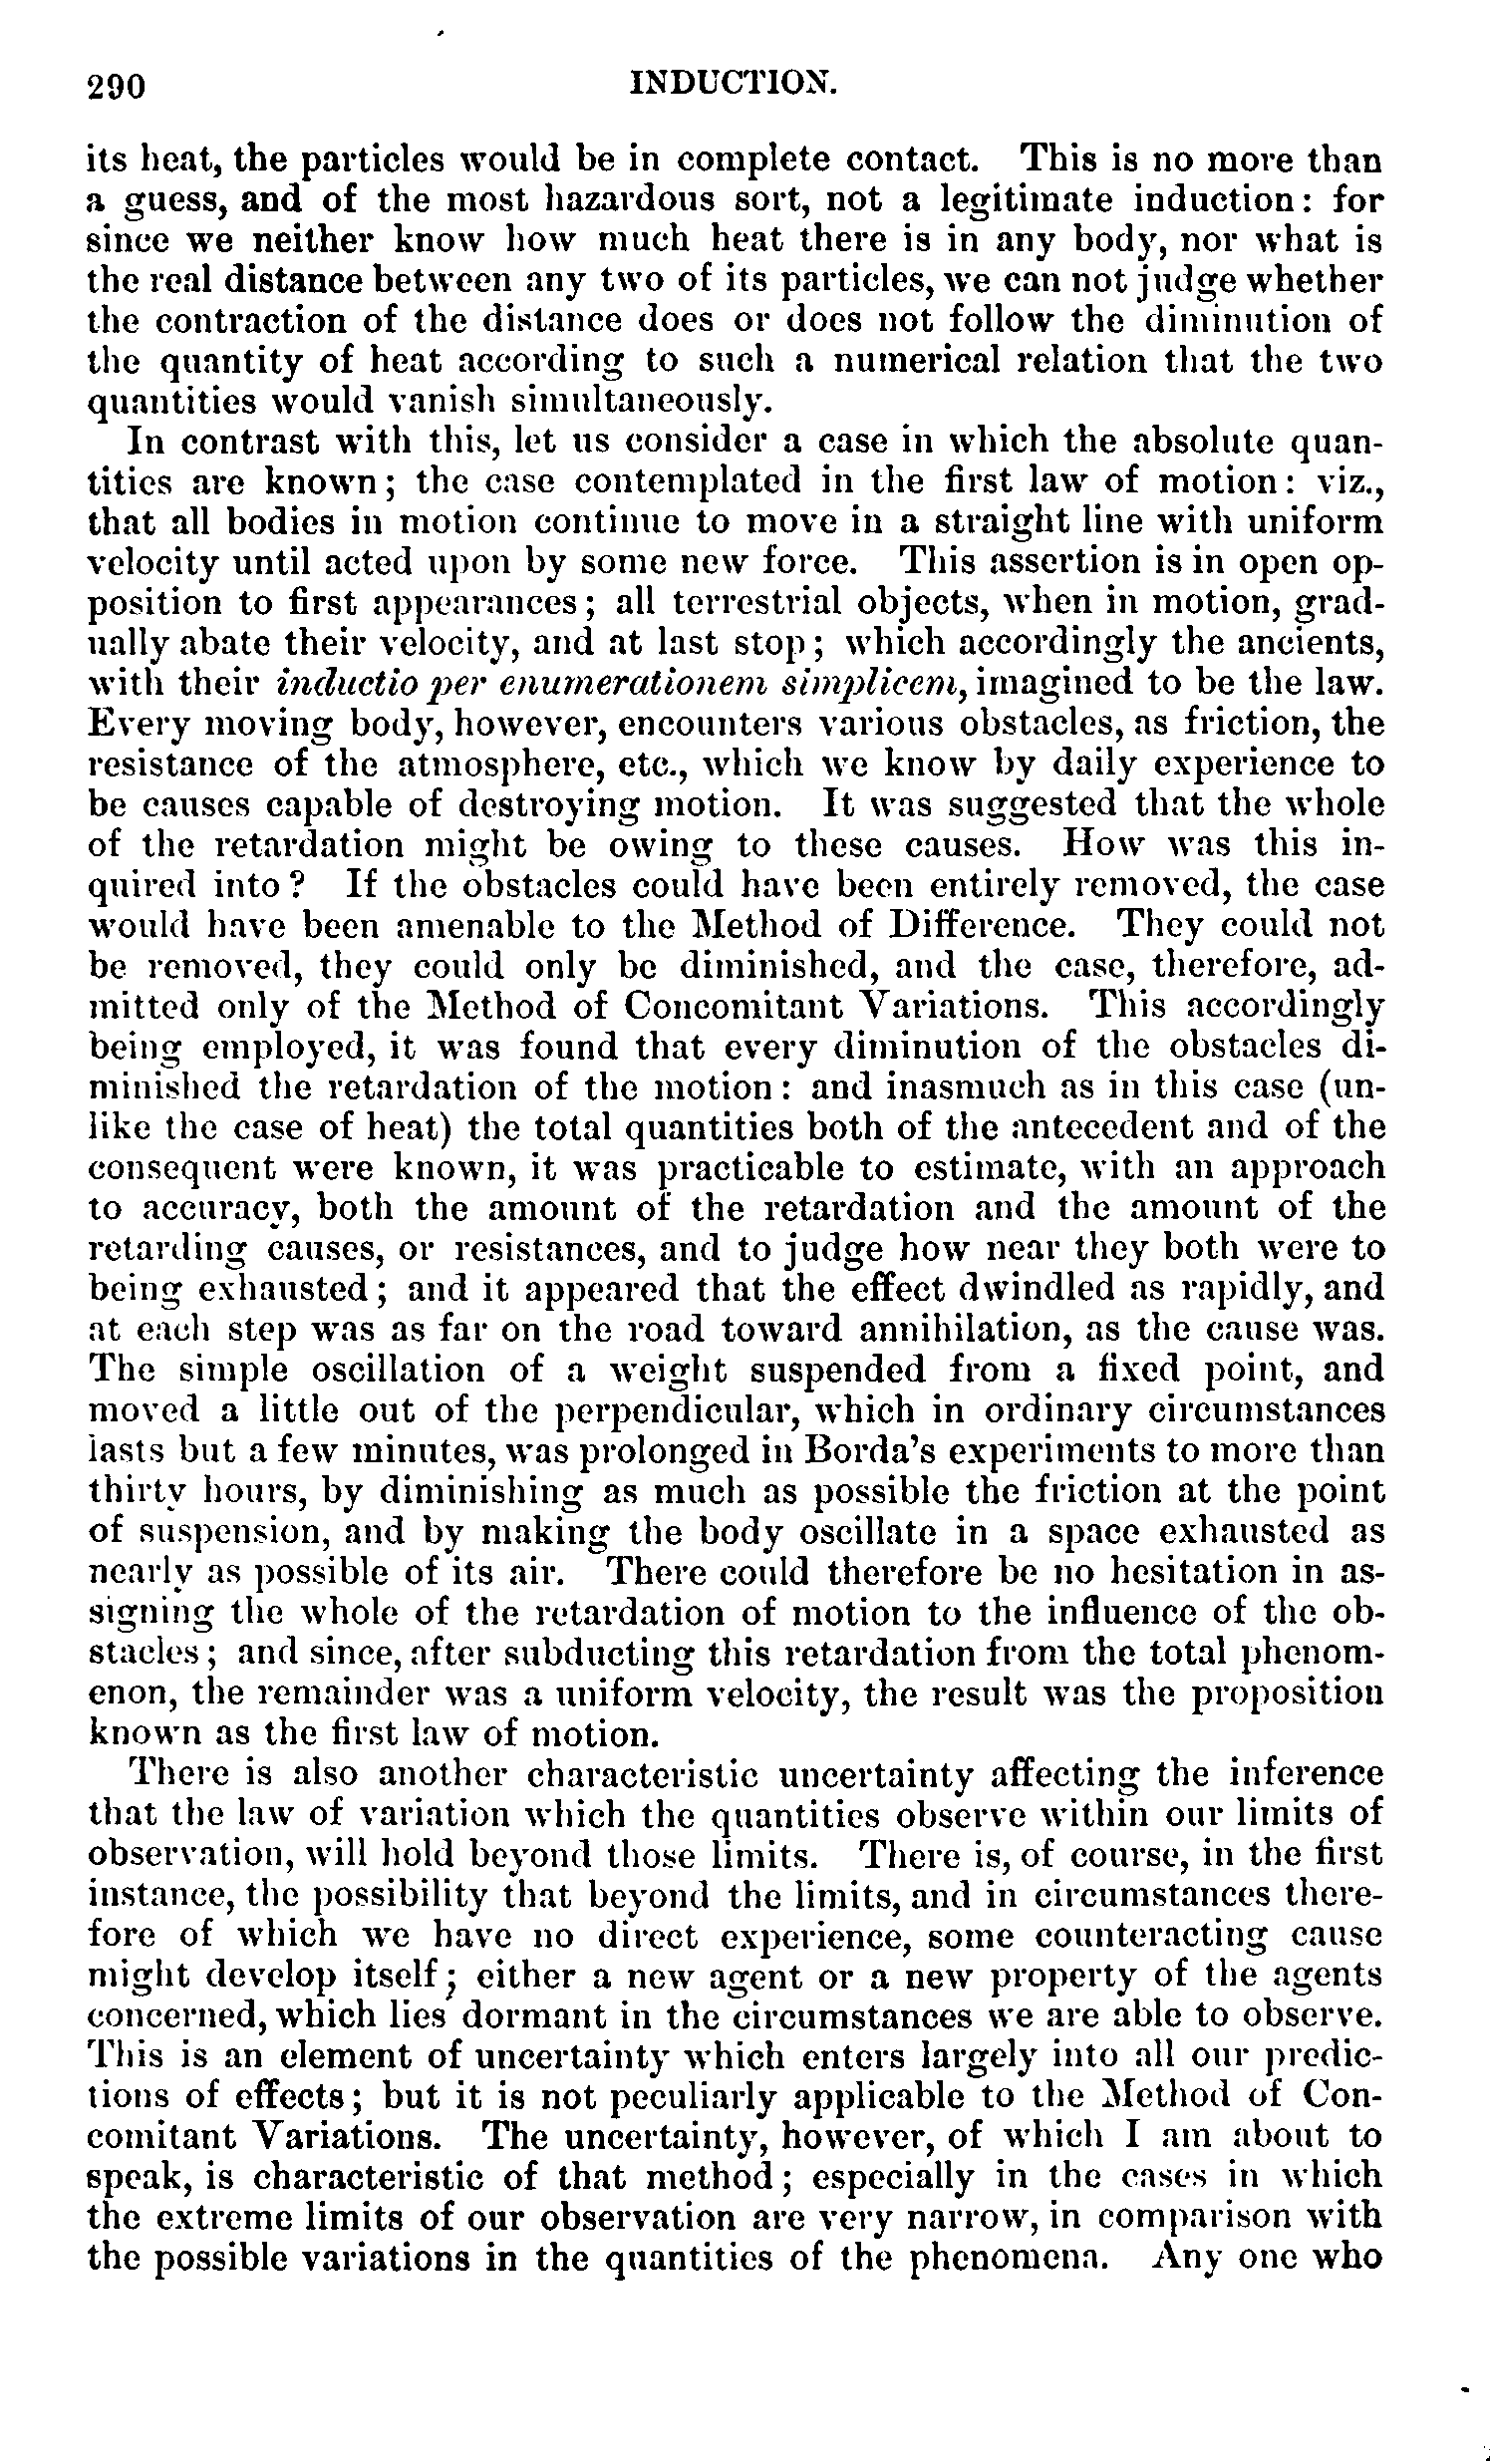 290 INDUCTION.
its heat, the particles would be in complete contact. This is no more than
a guess, and of the most hazardous sort, not a legitimate induction: for
since we neither know how much heat there is in any body, nor what is
the real distance between any two of its particles, we can not judge whether
the contraction of the distance does or does not follow the diminution of
the quantity of heat according to such a numerical relation that the two
quantities would vanish simultaneously.
In contrast with this, let us consider a case in which the absolute quan-
tities are known; the case contemplated in the first law of motion: viz.,
that all bodies in motion continue to move in a straight line with uniform
velocity until acted upon by some new force. This assertion is in open op-
position to first appearances; all terrestrial objects, when in motion, grad-
ually abate their velocity, and at last stop; which accordingly the ancients,
with their inductio per enumerationem simplicem, imagined to be the law.
Every moving body, however, encounters various obstacles, as friction, the
resistance of the atmosphere, etc., which we know by daily experience to
be causes capable of destroying motion. It was suggested that the whole
of the retardation might be owing to these causes. How was this in-
quired into? If the obstacles could have been entirely removed, the case
would have been amenable to the Method of Difference. They could not
be removed, they could only be diminished, and the case, therefore, ad-
mitted only of the Method of Concomitant Variations. This accordingly
being employed, it was found that every diminution of the obstacles di-
minished the retardation of the motion: and inasmuch as in this case (un-
like the case of heat) the total quantities both of the antecedent and of the
consequent were known, it was practicable to estimate, with an approach
to accuracy, both the amount of the retardation and the amount of the
retarding causes, or resistances, and to judge how near they both were to
being exhausted; and it appeared that the effect dwindled as rapidly, and
at each step was as far on the road toward annihilation, as the cause was.
The simple oscillation of a weight suspended from a fixed point, and
moved a little out of the perpendicular, which in ordinary circumstances
lasts but a few minutes, was prolonged in Borda's experiments to more than
thirty hours, by diminishing as much as possible the friction at the point
of suspension, and by making the body oscillate in a space exhausted as
nearly as possible of its air. There could therefore be no hesitation in as-
signing the whole of the retardation of motion to the influence of the ob-
stacles; and since, after subducting this retardation from the total phenom-
enon, the remainder was a uniform velocity, the result was the proposition
known as the first law of motion.
There is also another characteristic uncertainty affecting the inference
that the law of variation which the quantities observe within our limits of
observation, will hold beyond those limits. There is, of course, in the first
instance, the possibility that beyond the limits, and in circumstances there-
fore of which we have no direct experience, some counteracting cause
might develop itself; either a new agent or a new property of the agents
concerned, which lies dormant in the circumstances we are able to observe.
This is an element of uncertainty which enters largely into all our predic-
tions of effects; but it is not peculiarly applicable to the Method of Con-
comitant Variations. The uncertainty, however, of which I am about to
speak, is characteristic of that method; especially in the cases in which
the extreme limits of our observation are very narrow, in comparison with
the possible variations in the quantities of the phenomena. Any one who